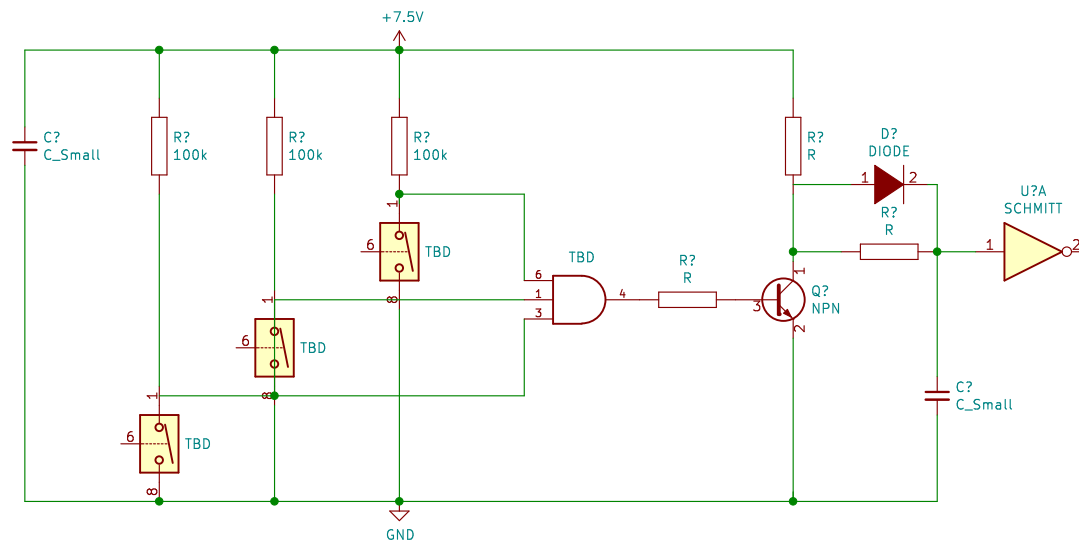 +7.5V
C?
C_Small
R?
100k
R?
100k
R?
100k
R?
R
D?
DIODE
1
2
R?
R
U?A
SCHMITT
1
2
1
6
TBD
8
TBD
6
1
3
4
R?
R
Q?
NPN
1
3
2
1
6
TBD
8
C?
C_Small
1
6
TBD
8
GND